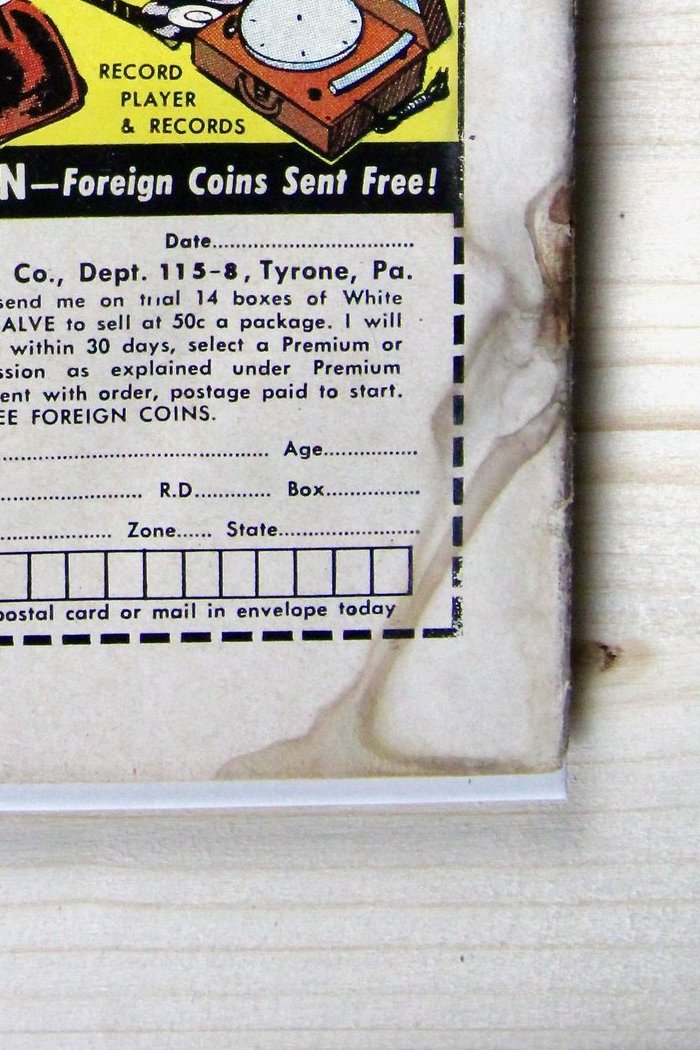 RECORD
PLAYER
& RECORDS
N—Foreign Coins Sent Free!
Date
Co., Dept. 115-8, Tyrone, Pa.
send me on trial 14 boxes of White
ALVE to sell at 50c a package. I will
within 30 days, select a Premium or
ssion as explained under Premium
ent with order, postage paid to start.
EE FOREIGN COINS.
Age
R.D. Box
Zone State
postal card or mail in envelope today